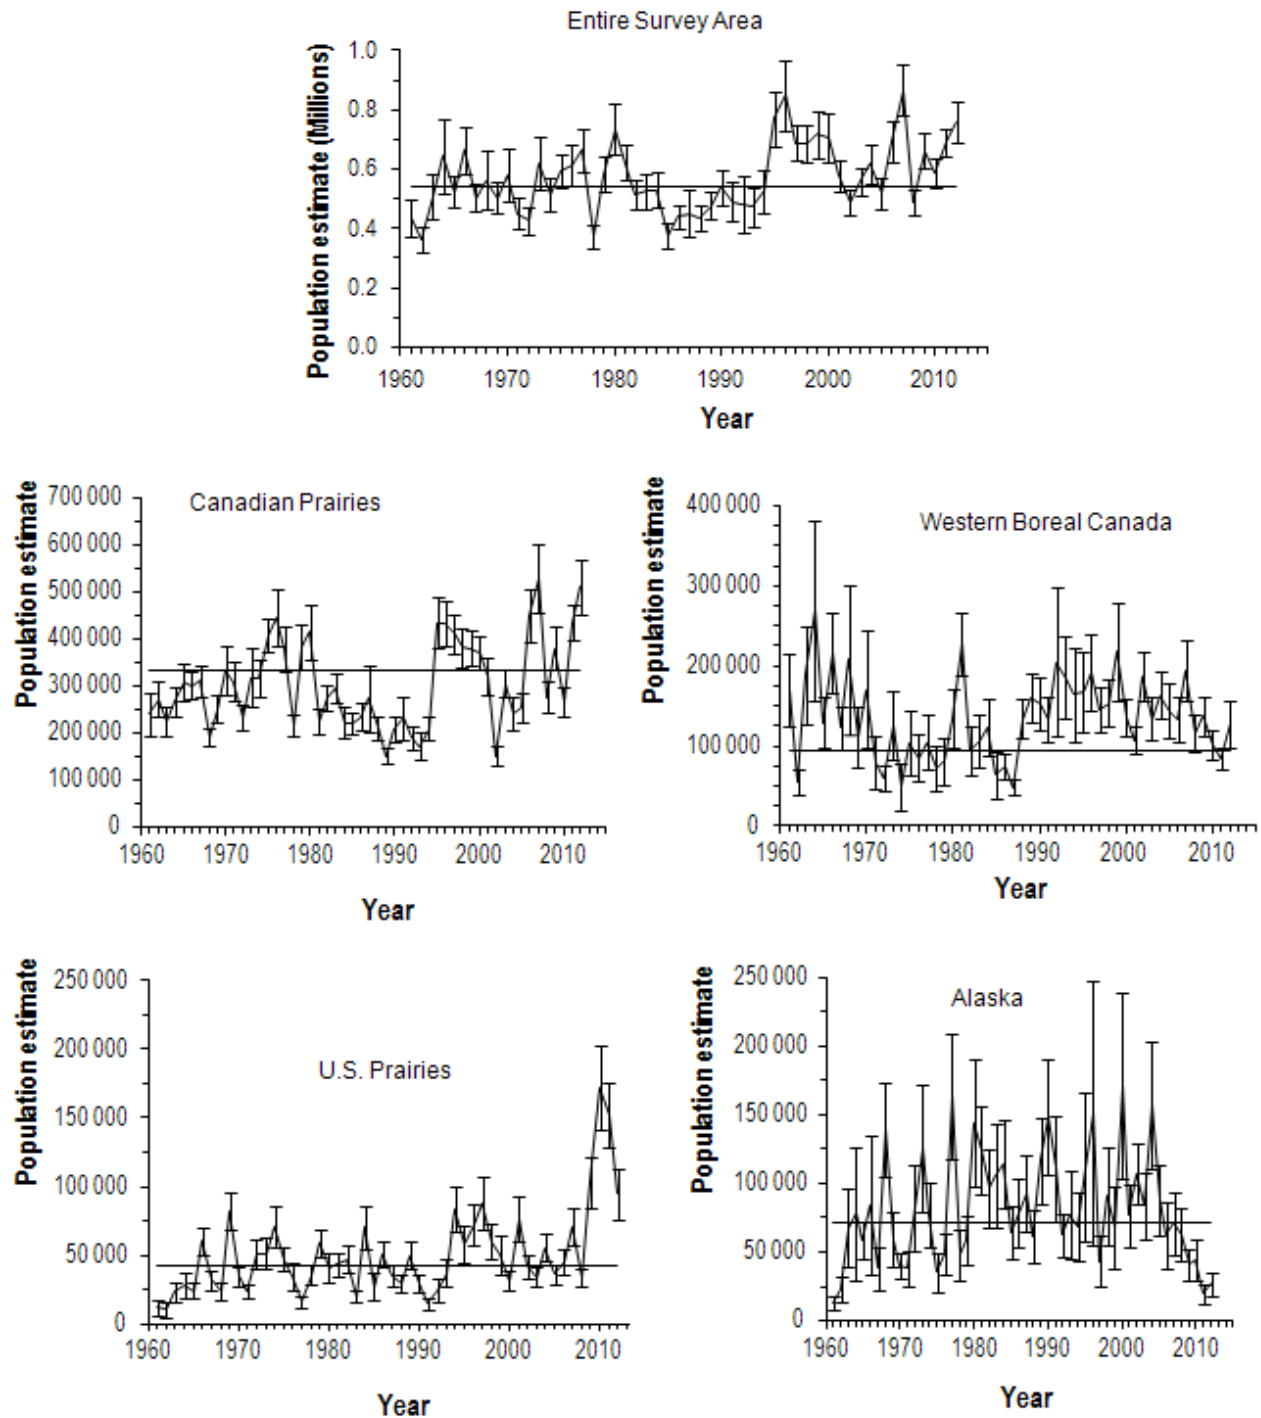 Entire Survey Area
Population estimate (Millions)
1.0
0.8
0.6
0.4
0.2
0.0
1960 1970 1980 1990 2000 2010
Year
Canadian Prairies
Population estimate
700 000
600 000
500 000
400 000
300 000
200 000
100 000
0
1960 1970 1980 1990 2000 2010
Year
Western Boreal Canada
Population estimate
400 000
300 000
200 000
100 000
0
1960 1970 1980 1990 2000 2010
Year
U.S. Prairies
Population estimate
250 000
200 000
150 000
100 000
50 000
0
1960 1970 1980 1990 2000 2010
Year
Alaska
Population estimate
250 000
200 000
150 000
100 000
50 000
0
1960 1970 1980 1990 2000 2010
Year